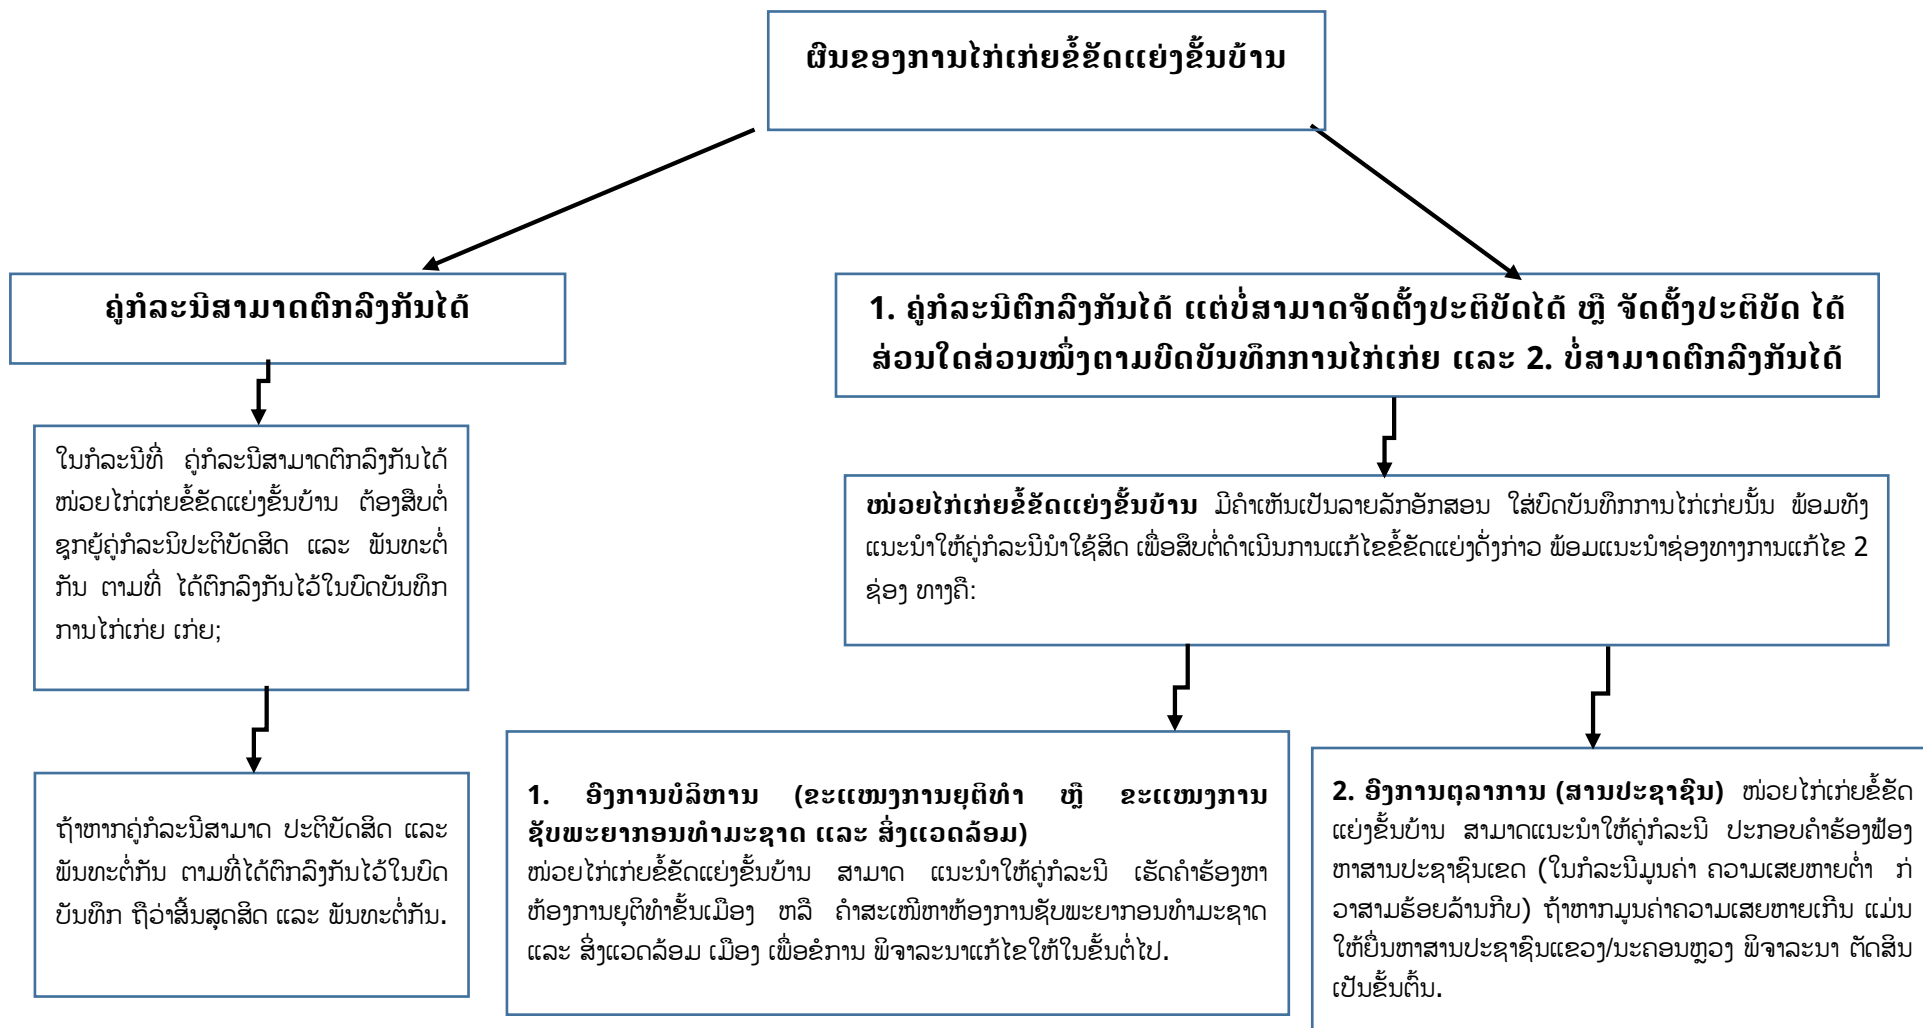 ຜົນຂອງການໄກ່ເກ່ຍຂໍ້ຂັດແຍ່ງຂັ້ນບ້ານ
ຄູ່ກໍລະນີສາມາດຕົກລົງກັນໄດ້
1. ຄູ່ກໍລະນີຕົກລົງກັນໄດ້ ແຕ່ບໍ່ສາມາດຈັດຕັ້ງປະຕິບັດໄດ້ ຫຼື ຈັດຕັ້ງປະຕິບັດ ໄດ້
ສ່ວນໃດສ່ວນໜຶ່ງຕາມບົດບັນທຶກການໄກ່ເກ່ຍ ແລະ 2. ບໍ່ສາມາດຕົກລົງກັນໄດ້
ໃນກໍລະນີທີ່ ຄູ່ກໍລະນີສາມາດຕົກລົງກັນໄດ້
ໜ່ວຍໄກ່ເກ່ຍຂໍ້ຂັດແຍ່ງຂັ້ນບ້ານ ຕ້ອງສືບຕໍ່
ຊຸກຍູ້ຄູ່ກໍລະນິປະຕິບັດສິດ ແລະ ພັນທະຕໍ່
ກັນ ຕາມທີ່ ໄດ້ຕົກລົງກັນໄວ້ໃນບົດບັນທຶກ
ການໄກ່ເກ່ຍ ເກ່ຍ;
ຖ້າຫາກຄູ່ກໍລະນີສາມາດ ປະຕິບັດສິດ ແລະ
ພັນທະຕໍ່ກັນ ຕາມທີ່ໄດ້ຕົກລົງກັນໄວ້ໃນບົດ
ບັນທຶກ ຖືວ່າສິ້ນສຸດສິດ ແລະ ພັນທະຕໍ່ກັນ.
ໜ່ວຍໄກ່ເກ່ຍຂໍ້ຂັດແຍ່ງຂັ້ນບ້ານ ມີຄຳເຫັນເປັນລາຍລັກອັກສອນ ໃສ່ບົດບັນທຶກການໄກ່ເກ່ຍນັ້ນ ພ້ອມທັງ
ແນະນຳໃຫ້ຄູ່ກໍລະນີນຳໃຊ້ສິດ ເພື່ອສຶບຕໍ່ດຳເນີນການແກ້ໄຂຂໍ້ຂັດແຍ່ງດັ່ງກ່າວ ພ້ອມແນະນຳຊ່ອງທາງການແກ້ໄຂ 2
ຊ່ອງ ທາງຄື:
1. ອົງການບໍລິຫານ (ຂະແໜງການຍຸຕິທຳ ຫຼື ຂະແໜງການ
ຊັບພະຍາກອນທຳມະຊາດ ແລະ ສິ່ງແວດລ້ອມ)
ໜ່ວຍໄກ່ເກ່ຍຂໍ້ຂັດແຍ່ງຂັ້ນບ້ານ ສາມາດ ແນະນຳໃຫ້ຄູ່ກໍລະນີ ເຮັດຄຳຮ້ອງຫາ
ຫ້ອງການຍຸຕິທຳຂັ້ນເມືອງ ຫລື ຄຳສະເໜີຫາຫ້ອງການຊັບພະຍາກອນທຳມະຊາດ
ແລະ ສິ່ງແວດລ້ອມ ເມືອງ ເພື່ອຂໍການ ພິຈາລະນາແກ້ໄຂໃຫ້ໃນຂັ້ນຕໍ່ໄປ.
2. ອົງການຕຸລາການ (ສານປະຊາຊົນ) ໜ່ວຍໄກ່ເກ່ຍຂໍ້ຂັດ
ແຍ່ງຂັ້ນບ້ານ ສາມາດແນະນຳໃຫ້ຄູ່ກໍລະນີ ປະກອບຄຳຮ້ອງຟ້ອງ
ຫາສານປະຊາຊົນເຂດ (ໃນກໍລະນີມູນຄ່າ ຄວາມເສຍຫາຍຕ່ຳ ກ່
ວາສາມຮ້ອຍລ້ານກີບ) ຖ້າຫາກມູນຄ່າຄວາມເສຍຫາຍເກີນ ແມ່ນ
ໃຫ້ຍື່ນຫາສານປະຊາຊົນແຂວງ/ນະຄອນຫຼວງ ພິຈາລະນາ ຕັດສິນ
ເປັນຂັ້ນຕົ້ນ.